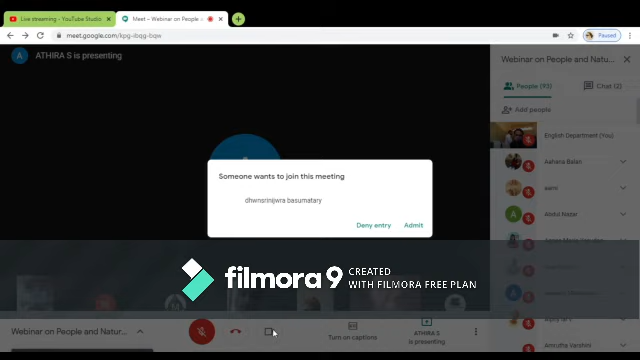 Live streaming - YouTube Studio
Meet – Webinar on People a
meet.google.com/kpg-ibqg-bqw
Paused
A ATHIRA S is presenting
Webinar on People and Natu...
People (93)
Chat (2)
Add people
English Department (You)
Aahana Balan
aami
A Abdul Nazar
Someone wants to join this meeting
dhwnsrinijwra basumatary
Deny entry
Admit
filmora 9
CREATED
WITH FILMORA FREE PLAN
Amrutha Varshini
Webinar on People and Natur...
Turn on captions
ATHIRA S
is presenting